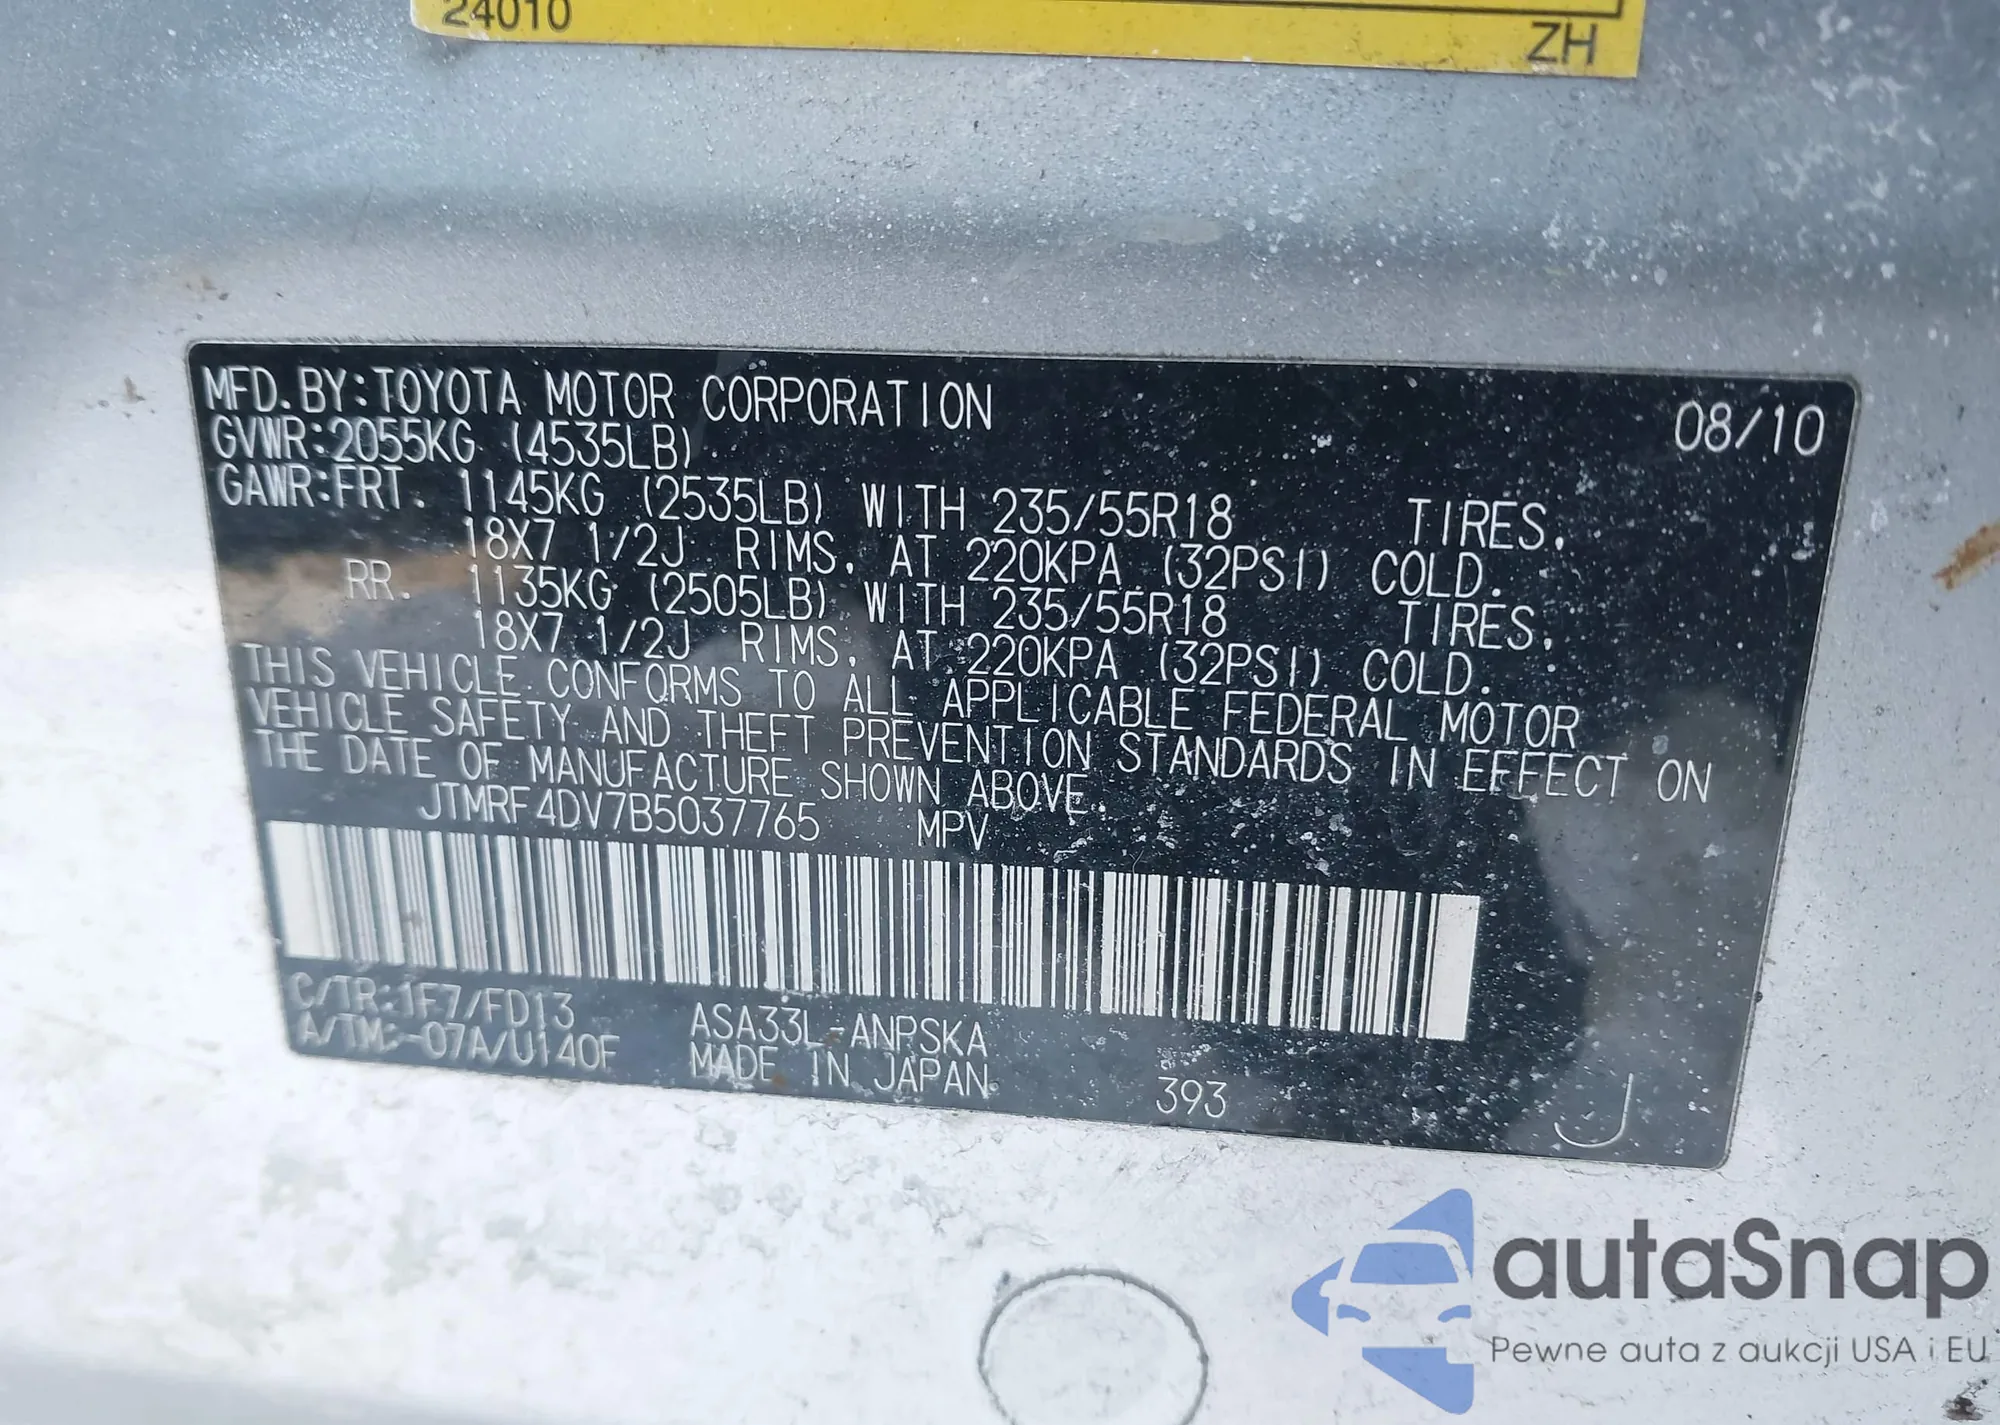 24010
ZH
MFD. BY: TOYOTA MOTOR CORPORATION 08/10
GVWR: 2055KG (4535LB)
GAWR: FRT. 1145KG (2535LB) WITH 235/55R18 TIRES,
18X7 1/2J RIMS, AT 220KPA (32PSI) COLD.
RR. 1135KG (2505LB) WITH 235/55R18 TIRES,
18X7 1/2J RIMS, AT 220KPA (32PSI) COLD.
THIS VEHICLE CONFORMS TO ALL APPLICABLE FEDERAL MOTOR
VEHICLE SAFETY AND THEFT PREVENTION STANDARDS IN EFFECT ON
THE DATE OF MANUFACTURE SHOWN ABOVE.
JTMRF4DV7B5037765 MPV
C/TR: 1F7/FD13 ASA33L-ANPSKA
A/TM: -07A/U140F MADE IN JAPAN 393 J
autaSnap
Pewne auta z aukcji USA i EU